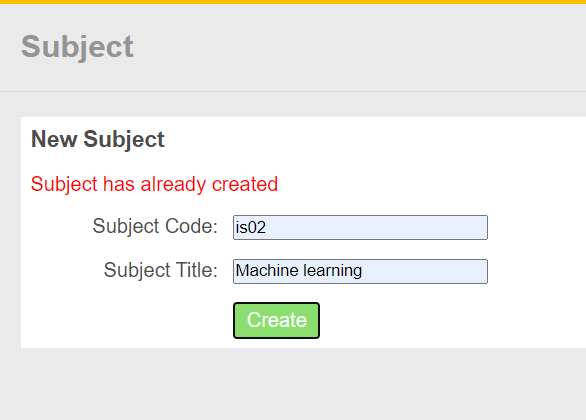 Subject
New Subject
Subject has already created
Subject Code: is02
Subject Title: Machine learning
Create